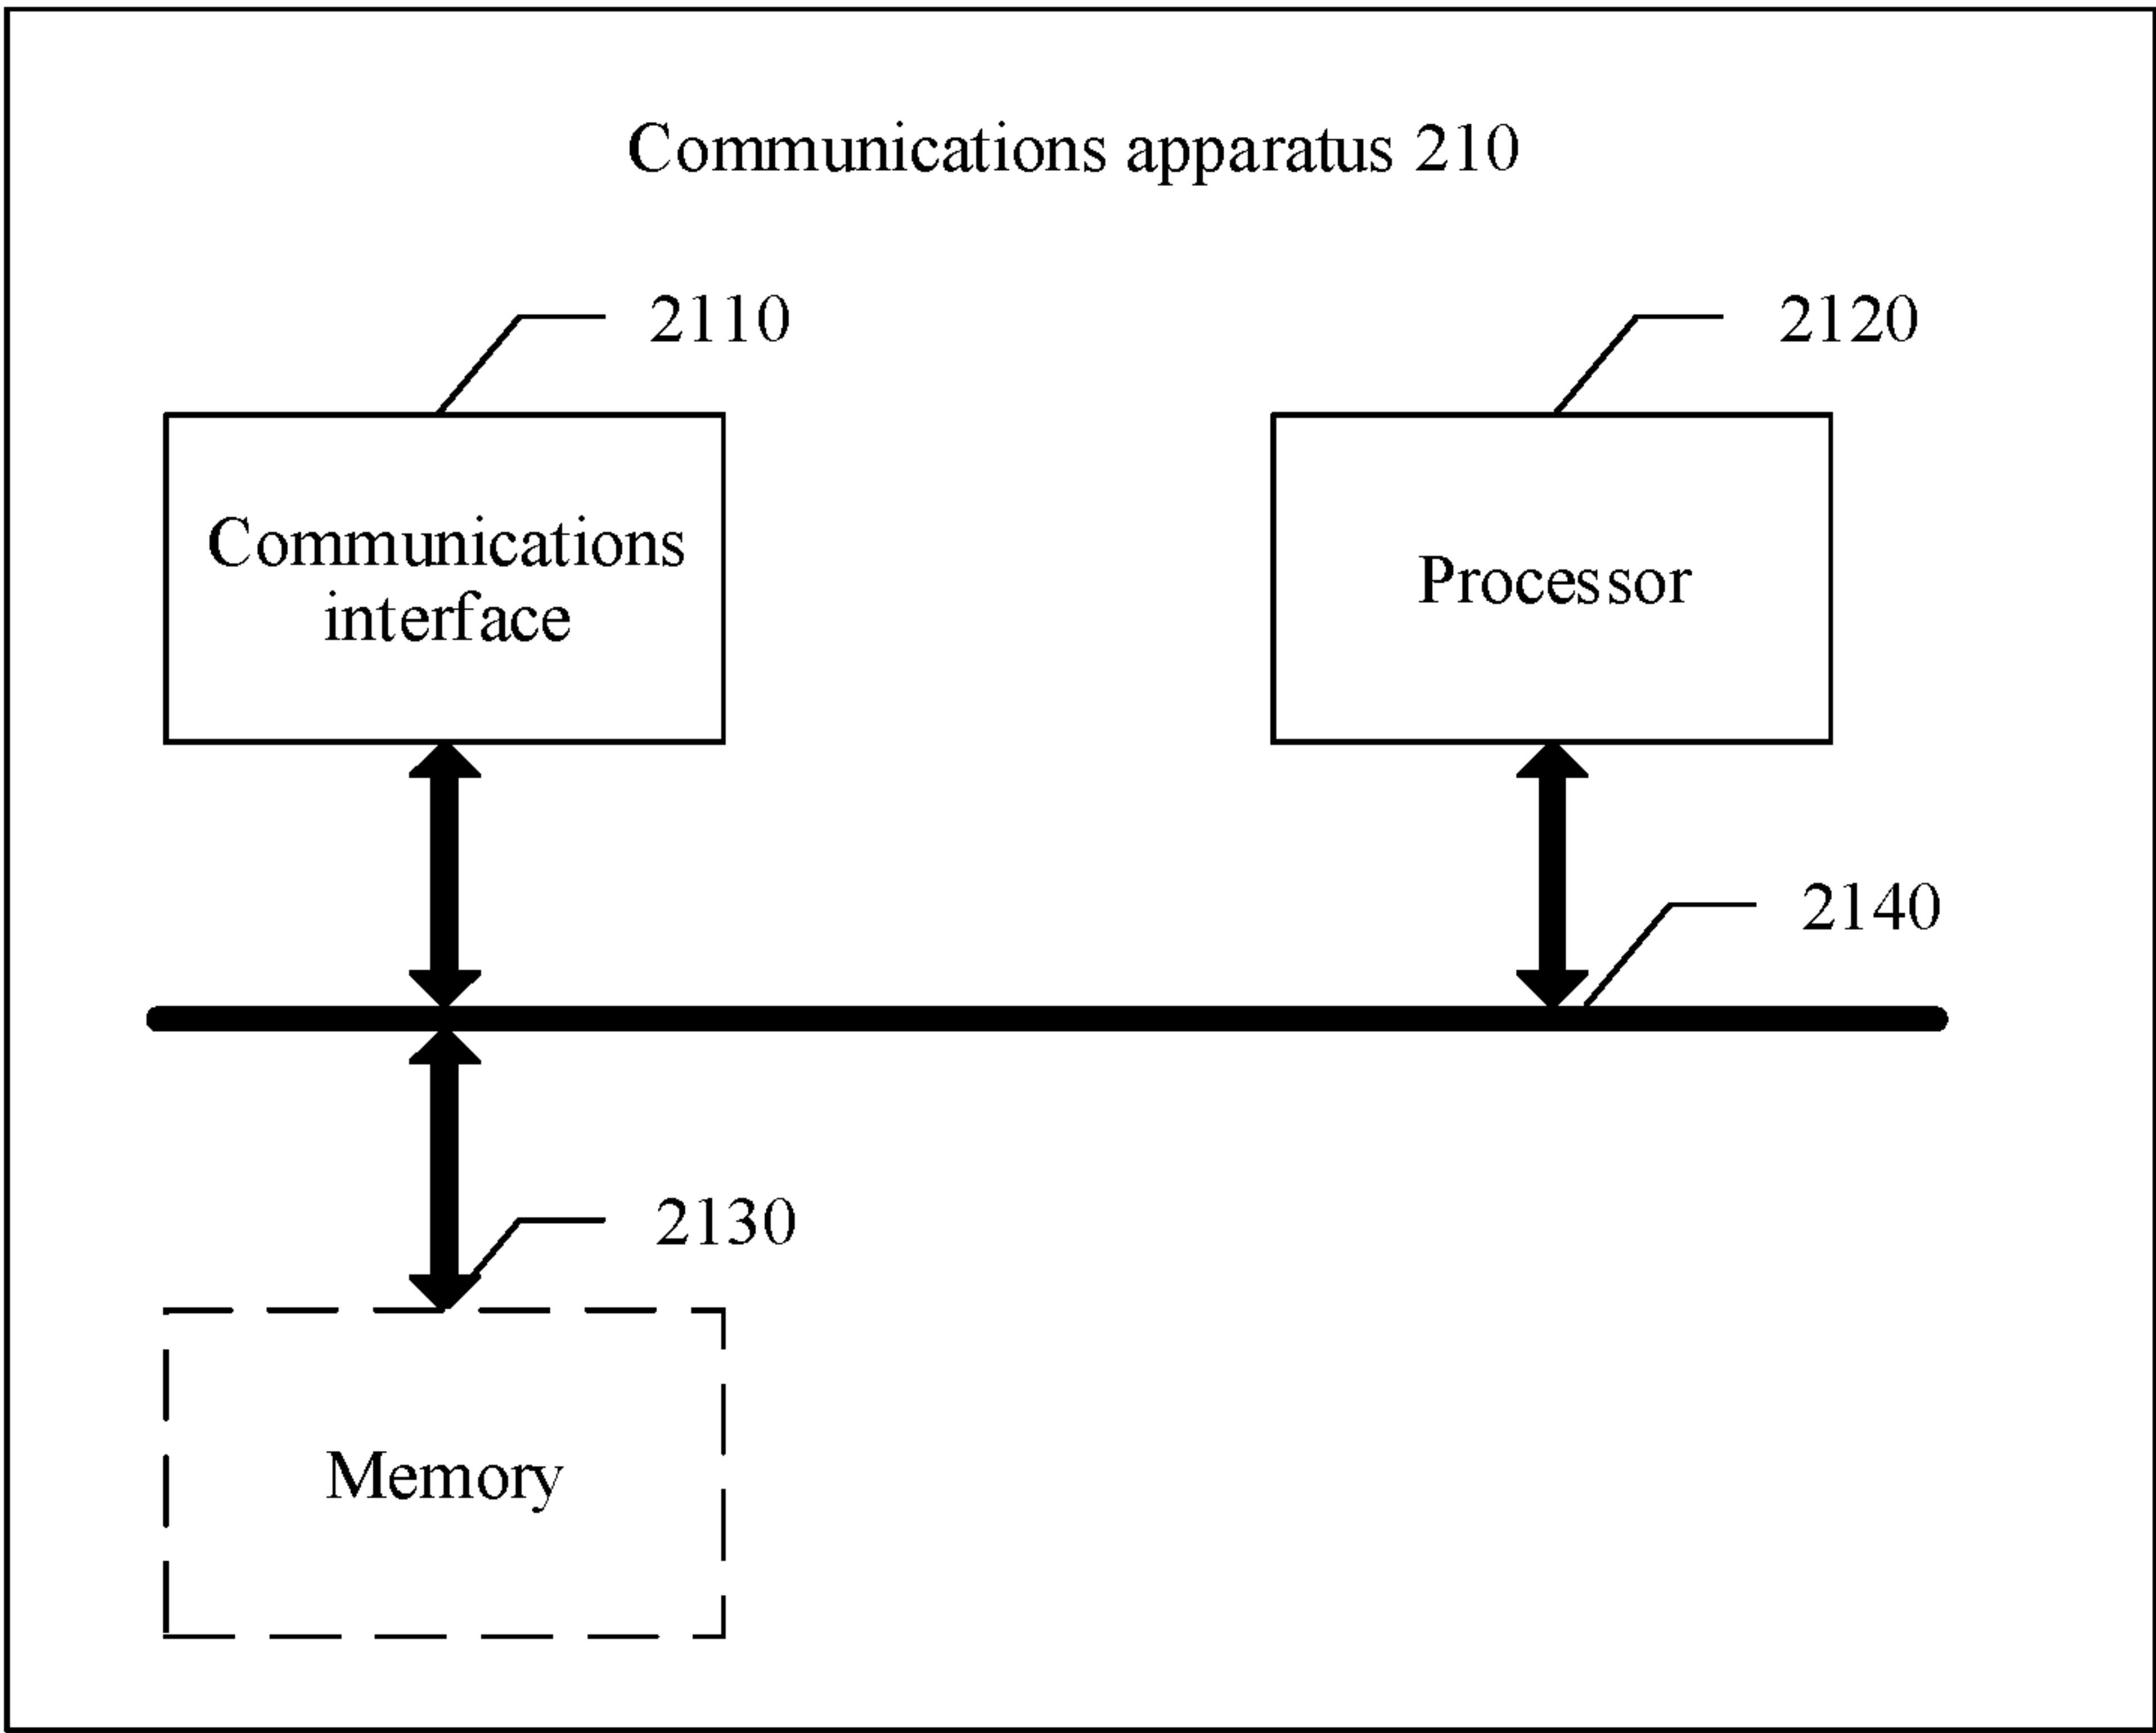 Communications apparatus 210
2110
2120
Communications
interface
Processor
2140
2130
Memory